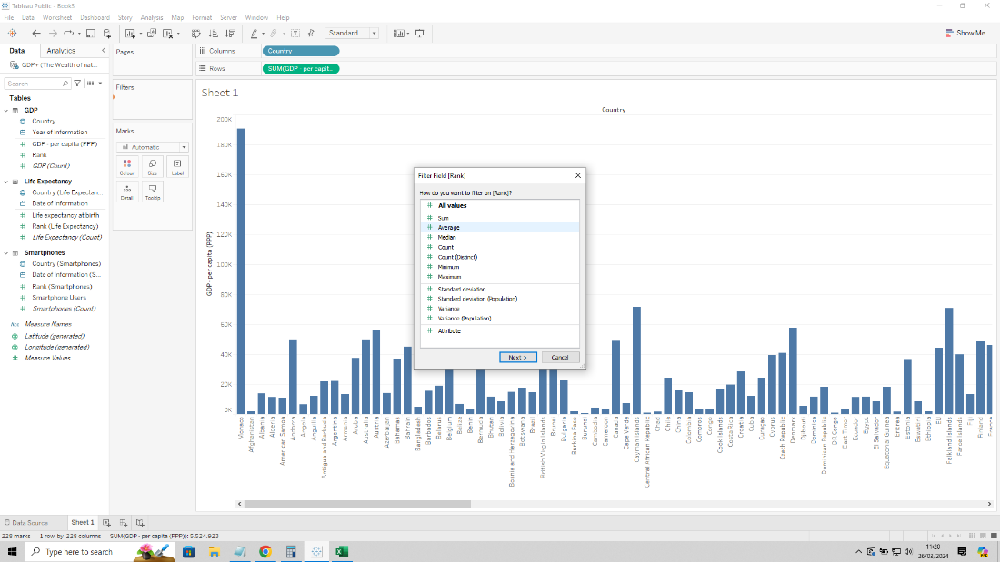 Tableau Public - Book5
File Data Worksheet Dashboard Story Analysis Map Format Server Window Help
Standard
Show Me
Data Analytics
GDP+ (The Wealth of nat...
Search
Tables
GDP
Country
Year of Information
GDP - per capita (PPP)
Rank
GDP (Count)
Life Expectancy
Country (Life Expectan...
Date of Information
Life expectancy at birth
Rank (Life Expectancy)
Life Expectancy (Count)
Smartphones
Country (Smartphones)
Date of Information (S...
Rank (Smartphones)
Smartphone Users
Smartphones (Count)
Abc Measure Names
Latitude (generated)
Longitude (generated)
Measure Values
Pages
Filters
Marks
Automatic
Colour Size Label
Detail Tooltip
Columns Country
Rows SUM(GDP - per capit..
Sheet 1
Country
GDP - per capita (PPP)
200K
180K
160K
140K
120K
100K
80K
60K
40K
20K
0K
Filter Field [Rank]
How do you want to filter on [Rank]?
All values
Sum
Average
Median
Count
Count (Distinct)
Minimum
Maximum
Standard deviation
Standard deviation (Population)
Variance
Variance (Population)
Attribute
Next > Cancel
Monaco
Afghanistan
Albania
Algeria
American Samoa
Andorra
Angola
Anguilla
Antigua and Barbuda
Argentina
Armenia
Aruba
Australia
Austria
Azerbaijan
Bahamas
Bahrain
Bangladesh
Barbados
Belarus
Belgium
Belize
Benin
Bermuda
Bhutan
Bolivia
Bosnia and Herzegovina
Botswana
Brazil
British Virgin Islands
Brunei
Bulgaria
Burkina Faso
Burundi
Cambodia
Cameroon
Canada
Cape Verde
Cayman Islands
Central African Republic
Chad
Chile
China
Colombia
Comoros
Congo
Cook Islands
Costa Rica
Croatia
Cuba
Curaçao
Cyprus
Czech Republic
Denmark
Djibouti
Dominica
Dominican Republic
DR Congo
East Timor
Ecuador
Egypt
El Salvador
Equatorial Guinea
Eritrea
Estonia
Eswatini
Ethiopia
EU
Falkland Islands
Faroe Islands
Fiji
Finland
Data Source Sheet 1
228 marks 1 row by 228 columns SUM(GDP - per capita (PPP)): 5,524,923
Type here to search
11:20
26/03/2024